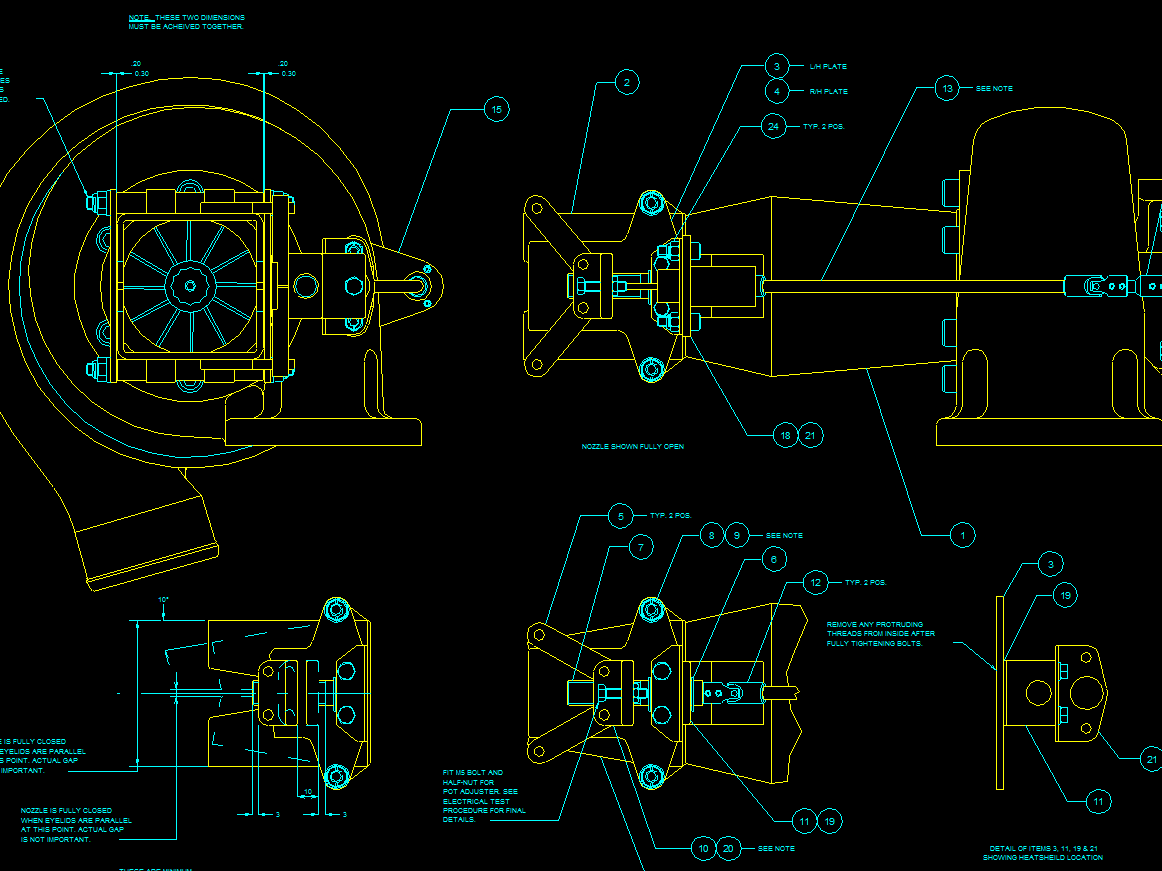 NOTE THESE TWO DIMENSIONS
MUST BE ACHEIVED TOGETHER.
.20
0.30
.20
0.30
ES
S
ED.
15
2
3 L/H PLATE
4 R/H PLATE
24 TYP. 2 POS.
13 SEE NOTE
18 21
NOZZLE SHOWN FULLY OPEN
1
5 TYP. 2 POS.
7
8 9 SEE NOTE
6
12 TYP. 2 POS.
REMOVE ANY PROTRUDING
THREADS FROM INSIDE AFTER
FULLY TIGHTENING BOLTS.
3
19
21
11
DETAIL OF ITEMS 3, 11, 19 & 21
SHOWING HEATSHEILD LOCATION
10°
10
3
3
E IS FULLY CLOSED
EYELIDS ARE PARALLEL
S POINT. ACTUAL GAP
IMPORTANT.
NOZZLE IS FULLY CLOSED
WHEN EYELIDS ARE PARALLEL
AT THIS POINT. ACTUAL GAP
IS NOT IMPORTANT.
FIT M5 BOLT AND
HALF-NUT FOR
POT ADJUSTER. SEE
ELECTRICAL TEST
PROCEDURE FOR FINAL
DETAILS.
11 19
10 20 SEE NOTE
THESE ARE MINIMUM